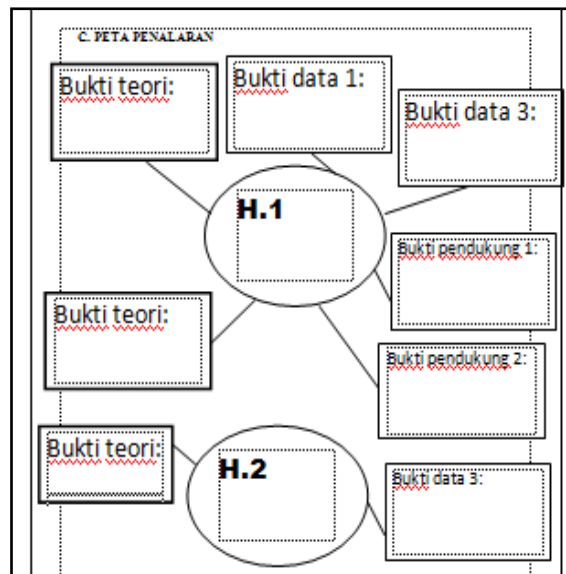 C. PETA PENALARAN
Bukti teori:
Bukti data 1:
Bukti data 3:
H.1
Bukti pendukung 1:
Bukti teori:
Bukti pendukung 2:
Bukti teori:
H.2
Bukti data 3: